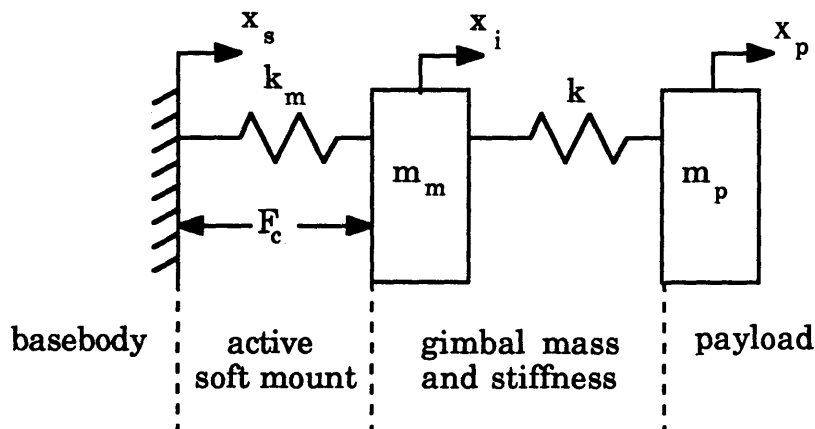 x_s
x_i
x_p
k_m
k
m_m
m_p
F_c
basebody
active
soft mount
gimbal mass
and stiffness
payload